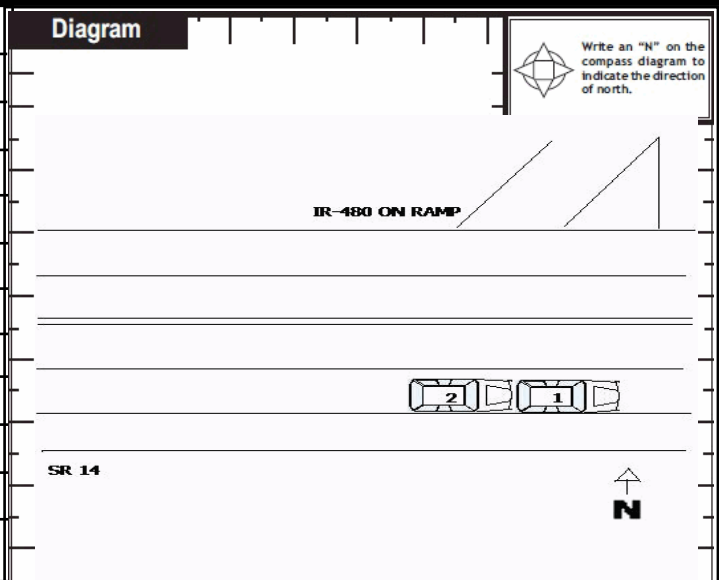 Diagram
Write an “N” on the
compass diagram to
indicate the direction
of north.
IR-480 ON RAMP
2
1
SR 14
N